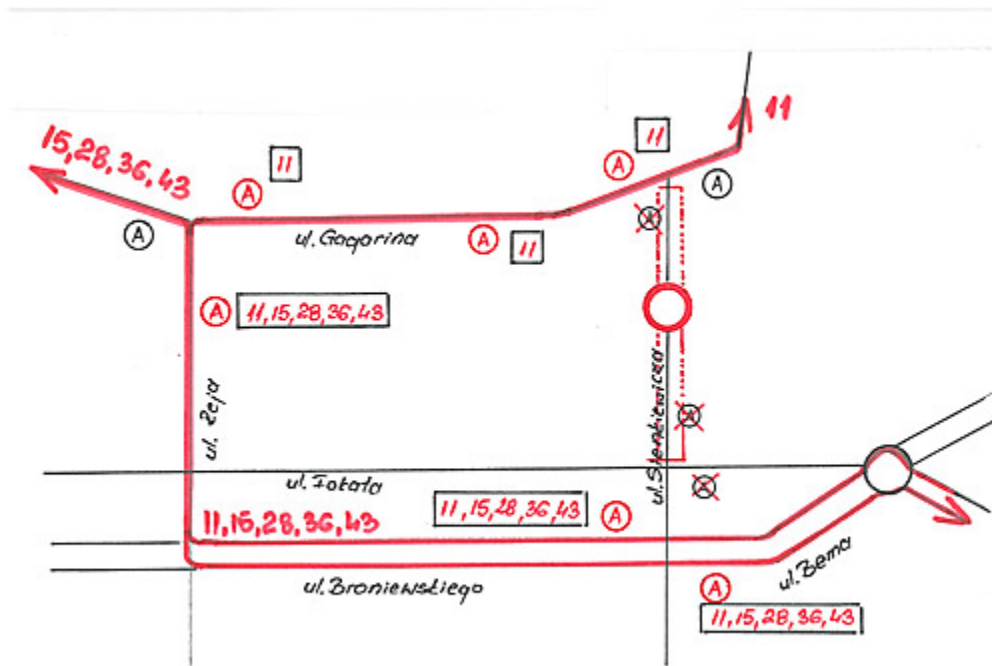 11
11
15,28,36,43
11
A
A
A
A
ul. Gagarina
A
11
A
A
11,15,28,36,43
ul. Reja
ul. Sienkiewicza
A
ul. Fałata
A
11,15,28,36,43
A
11,15,28,36,43
ul. Bema
ul. Broniewskiego
A
11,15,28,36,43